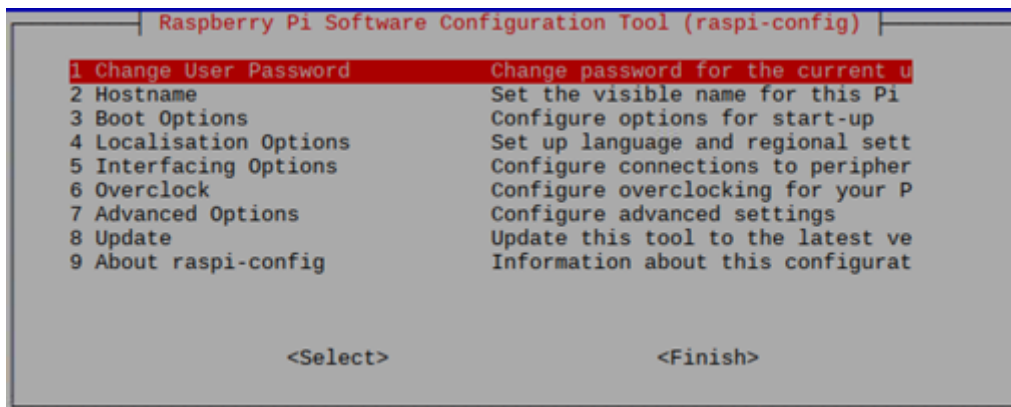 Raspberry Pi Software Configuration Tool (raspi-config)
1 Change User Password Change password for the current u
2 Hostname Set the visible name for this Pi
3 Boot Options Configure options for start-up
4 Localisation Options Set up language and regional sett
5 Interfacing Options Configure connections to peripher
6 Overclock Configure overclocking for your P
7 Advanced Options Configure advanced settings
8 Update Update this tool to the latest ve
9 About raspi-config Information about this configurat
<Select> <Finish>